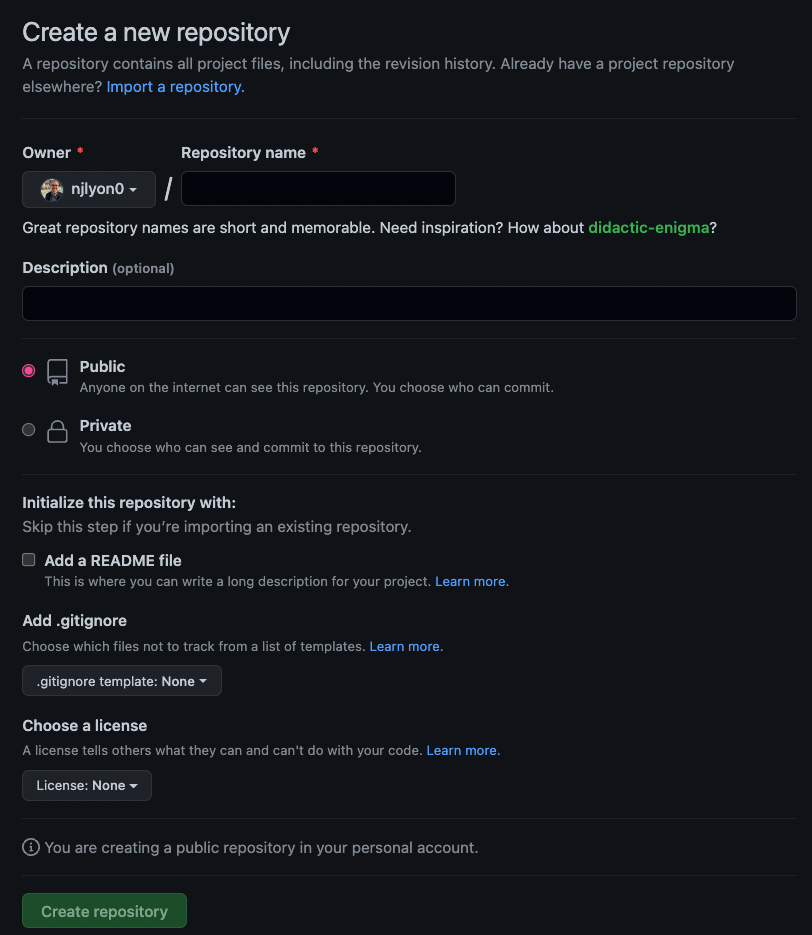 Create a new repository
A repository contains all project files, including the revision history. Already have a project repository
elsewhere? Import a repository.
Owner * Repository name *
njlyon0 /
Great repository names are short and memorable. Need inspiration? How about didactic-enigma?
Description (optional)
Public
Anyone on the internet can see this repository. You choose who can commit.
Private
You choose who can see and commit to this repository.
Initialize this repository with:
Skip this step if you’re importing an existing repository.
Add a README file
This is where you can write a long description for your project. Learn more.
Add .gitignore
Choose which files not to track from a list of templates. Learn more.
.gitignore template: None
Choose a license
A license tells others what they can and can't do with your code. Learn more.
License: None
You are creating a public repository in your personal account.
Create repository